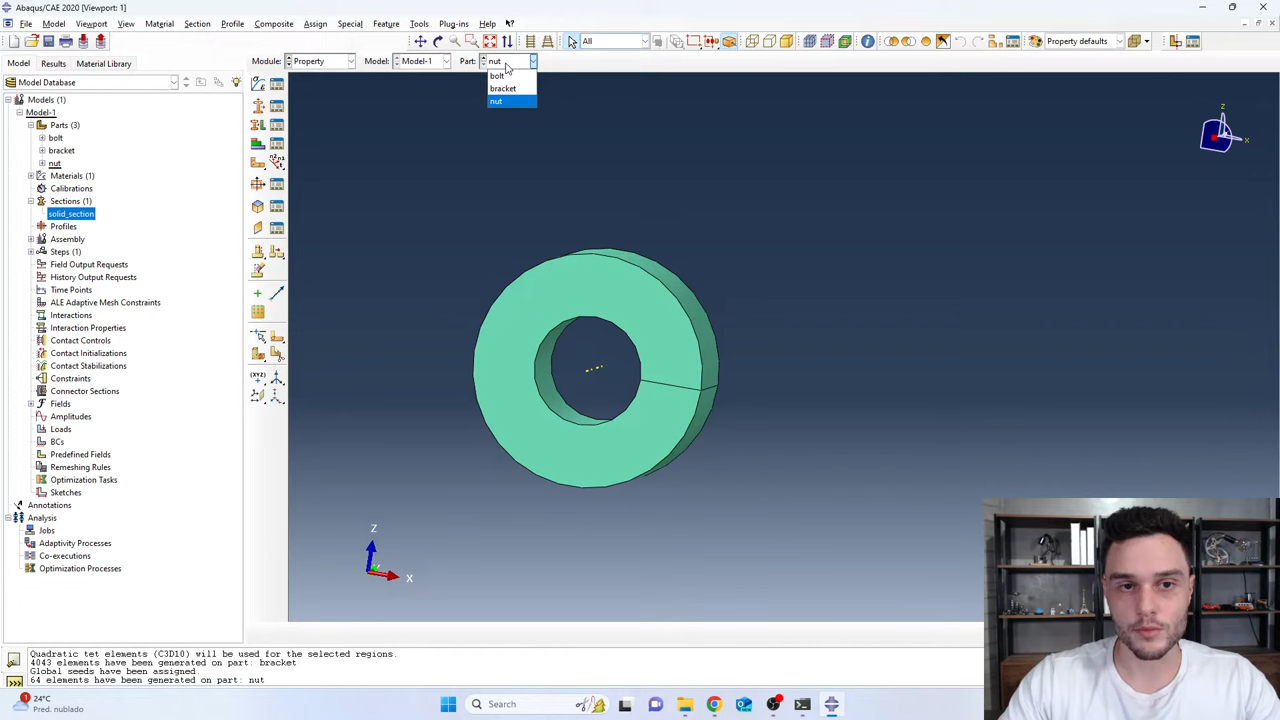 Abaqus/CAE 2020 [Viewport: 1]
File Model Viewport View Material Section Profile Composite Assign Special Feature Tools Plug-ins Help
All Property defaults
Model Results Material Library Module: Property Model: Model-1 Part: nut
Model Database
bolt
bracket
nut
Models (1)
Model-1
Parts (3)
bolt
bracket
nut
Materials (1)
Calibrations
Sections (1)
solid_section
Profiles
Assembly
Steps (1)
Field Output Requests
History Output Requests
Time Points
ALE Adaptive Mesh Constraints
Interactions
Interaction Properties
Contact Controls
Contact Initializations
Contact Stabilizations
Constraints
Connector Sections
Fields
Amplitudes
Loads
BCs
Predefined Fields
Remeshing Rules
Optimization Tasks
Sketches
Annotations
Analysis
Jobs
Adaptivity Processes
Co-executions
Optimization Processes
(XYZ)
Z
X
Z
X
Quadratic tet elements (C3D10) will be used for the selected regions.
4043 elements have been generated on part: bracket
Global seeds have been assigned.
64 elements have been generated on part: nut
24°C
Pred. nublado
Search